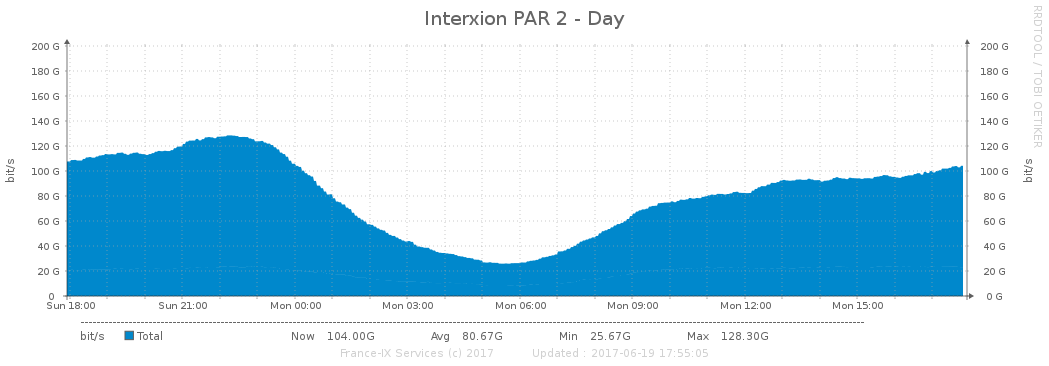 Interxion PAR 2 - Day
RRDTOOL / TOBI OETIKER
bit/s
200 G
180 G
160 G
140 G
120 G
100 G
80 G
60 G
40 G
20 G
0
200 G
180 G
160 G
140 G
120 G
100 G
80 G
60 G
40 G
20 G
0 G
bit/s
Sun 18:00 Sun 21:00 Mon 00:00 Mon 03:00 Mon 06:00 Mon 09:00 Mon 12:00 Mon 15:00
bit/s Total Now 104.00G Avg 80.67G Min 25.67G Max 128.30G
France-IX Services (c) 2017 Updated : 2017-06-19 17:55:05